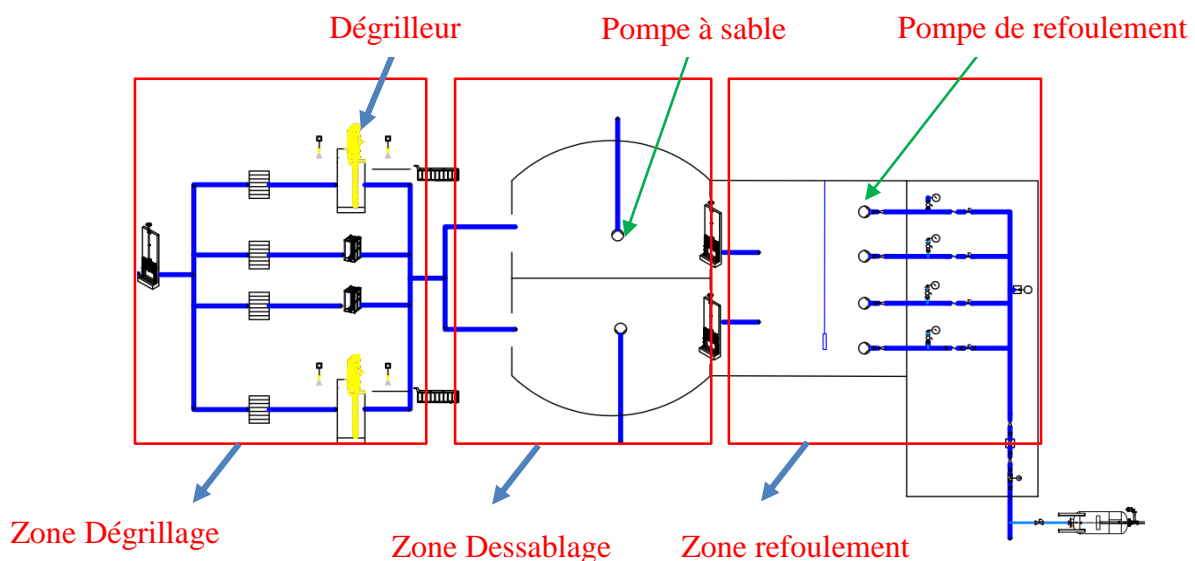 Dégrilleur
Pompe à sable
Pompe de refoulement
Zone Dégrillage
Zone Dessablage
Zone refoulement